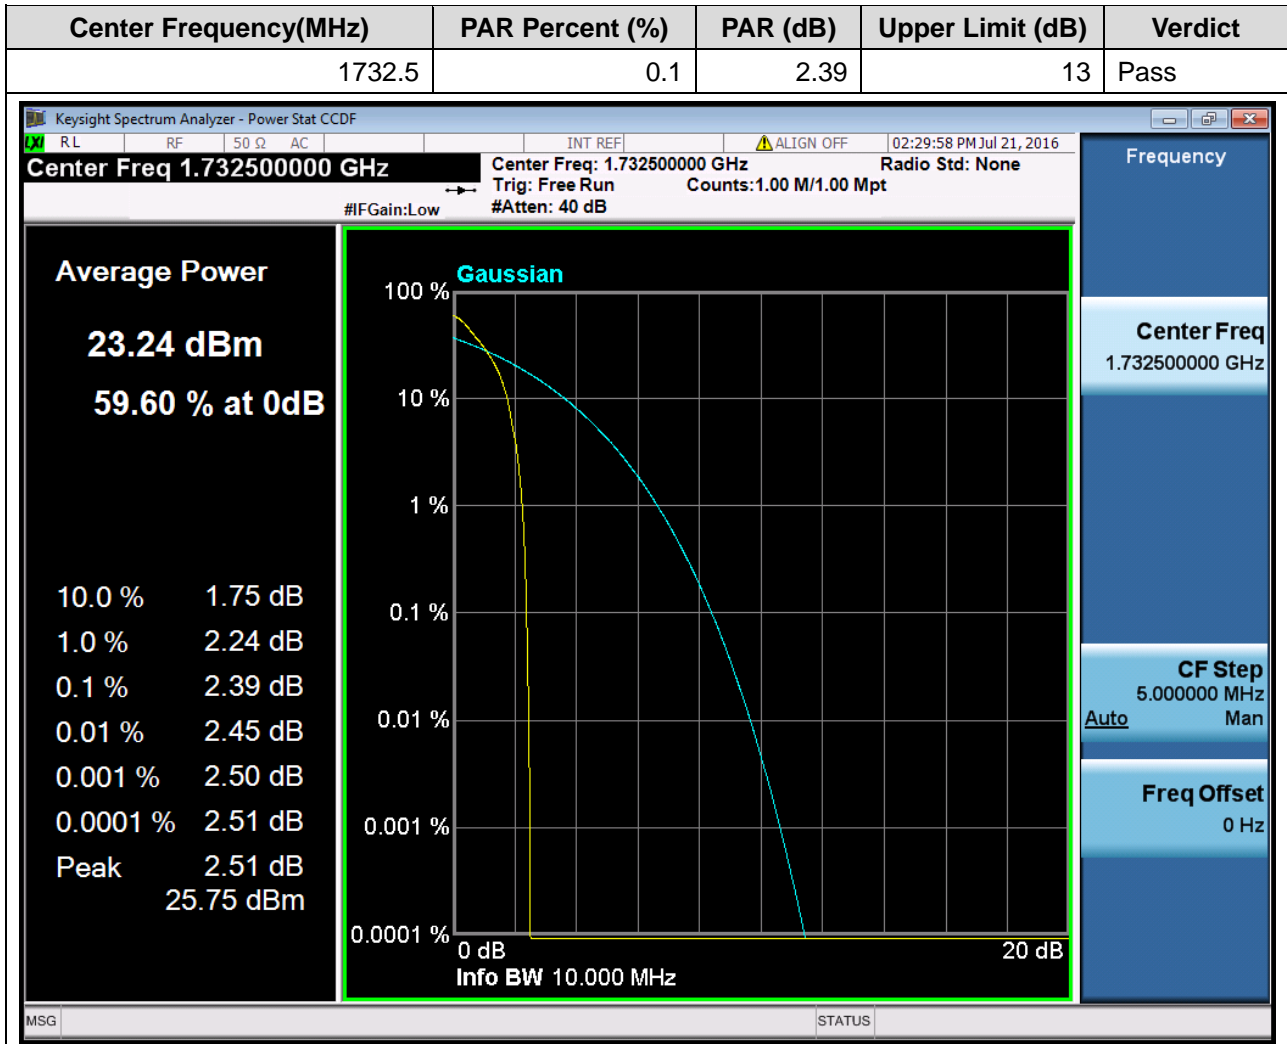 Center Frequency(MHz) PAR Percent (%) PAR (dB) Upper Limit (dB) Verdict
1732.5 0.1 2.39 13 Pass
Keysight Spectrum Analyzer - Power Stat CCDF
LXI RL RF 50 Ω AC INT REF ALIGN OFF 02:29:58 PM Jul 21, 2016
Center Freq 1.732500000 GHz
Center Freq: 1.732500000 GHz Radio Std: None
Trig: Free Run Counts:1.00 M/1.00 Mpt
#IFGain:Low #Atten: 40 dB
Average Power
23.24 dBm
59.60 % at 0dB
10.0 % 1.75 dB
1.0 % 2.24 dB
0.1 % 2.39 dB
0.01 % 2.45 dB
0.001 % 2.50 dB
0.0001 % 2.51 dB
Peak 2.51 dB
25.75 dBm
Gaussian
100 %
10 %
1 %
0.1 %
0.01 %
0.001 %
0.0001 %
0 dB 20 dB
Info BW 10.000 MHz
Frequency
Center Freq
1.732500000 GHz
CF Step
5.000000 MHz
Auto Man
Freq Offset
0 Hz
MSG STATUS